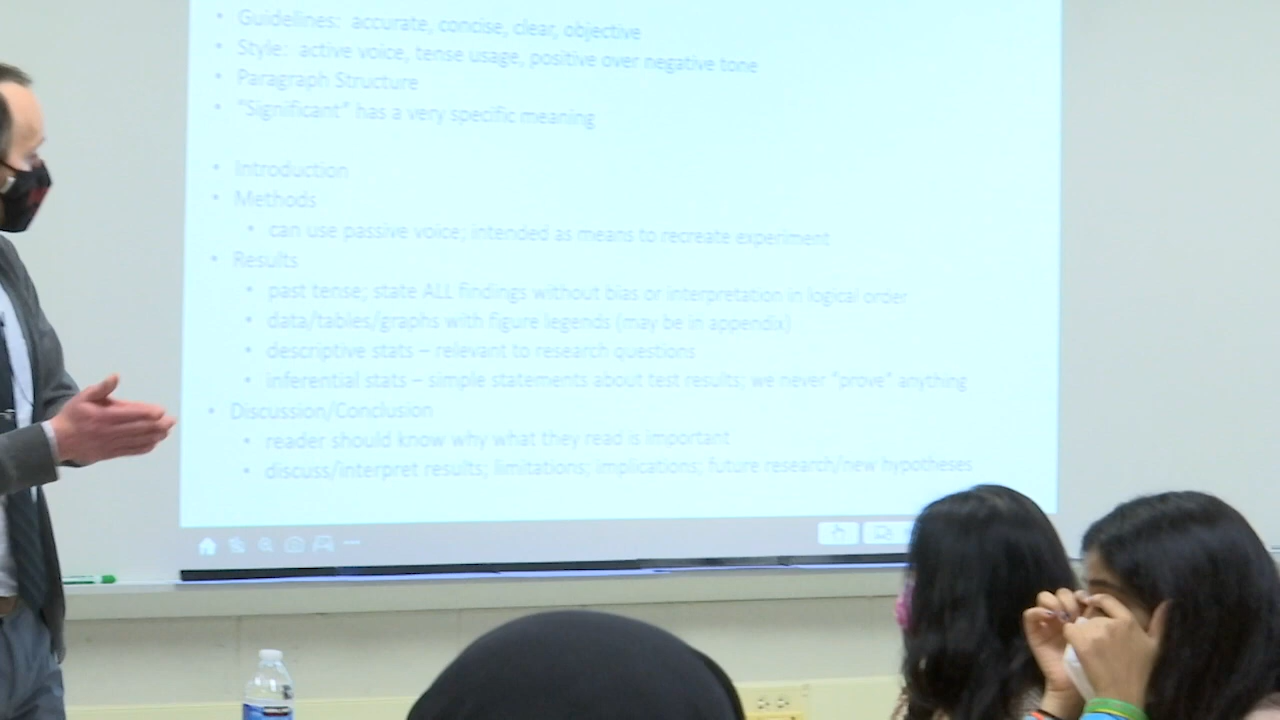 • Guidelines: accurate, concise, clear, objective
• Style: active voice, tense usage, positive over negative tone
• Paragraph Structure
• "Significant" has a very specific meaning
• Introduction
• Methods
• can use passive voice; intended as means to recreate experiment
• Results
• past tense; state ALL findings without bias or interpretation in logical order
• data/tables/graphs with figure legends (may be in appendix)
• descriptive stats – relevant to research questions
• inferential stats – simple statements about test results; we never "prove" anything
• Discussion/Conclusion
• reader should know why what they read is important
• discuss/interpret results; limitations; implications; future research/new hypotheses